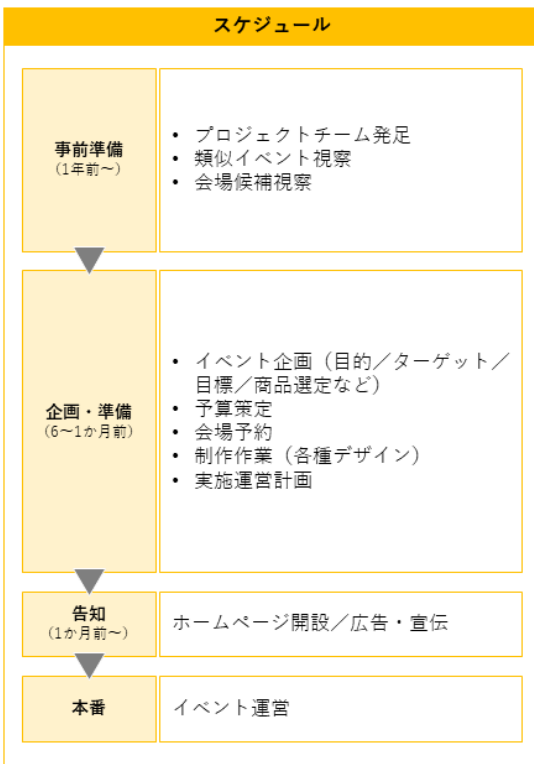 スケジュール
事前準備
(1年前～)
• プロジェクトチーム発足
• 類似イベント視察
• 会場候補視察
企画・準備
(6～1か月前)
• イベント企画（目的／ターゲット／
目標／商品選定など）
• 予算策定
• 会場予約
• 制作作業（各種デザイン）
• 実施運営計画
告知
(1か月前～)
ホームページ開設／広告・宣伝
本番
イベント運営